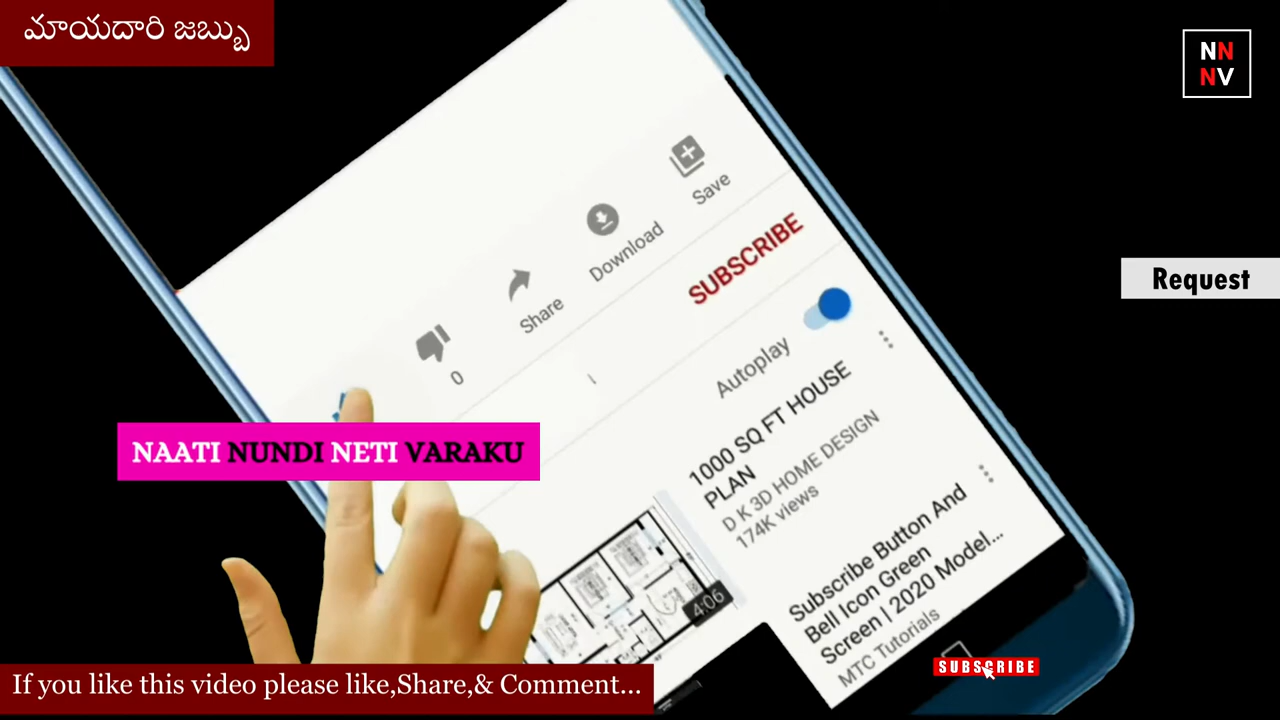 మాయదారి జబ్బు
NN
NV
Save
Download
SUBSCRIBE
Share
Request
0
Autoplay
NAATI NUNDI NETI VARAKU
1000 SQ FT HOUSE
PLAN
D K 3D HOME DESIGN
174K views
4:06
Subscribe Button And
Bell Icon Green
Screen | 2020 Model...
MTC Tutorials
SUBSCRIBE
If you like this video please like,Share,& Comment...